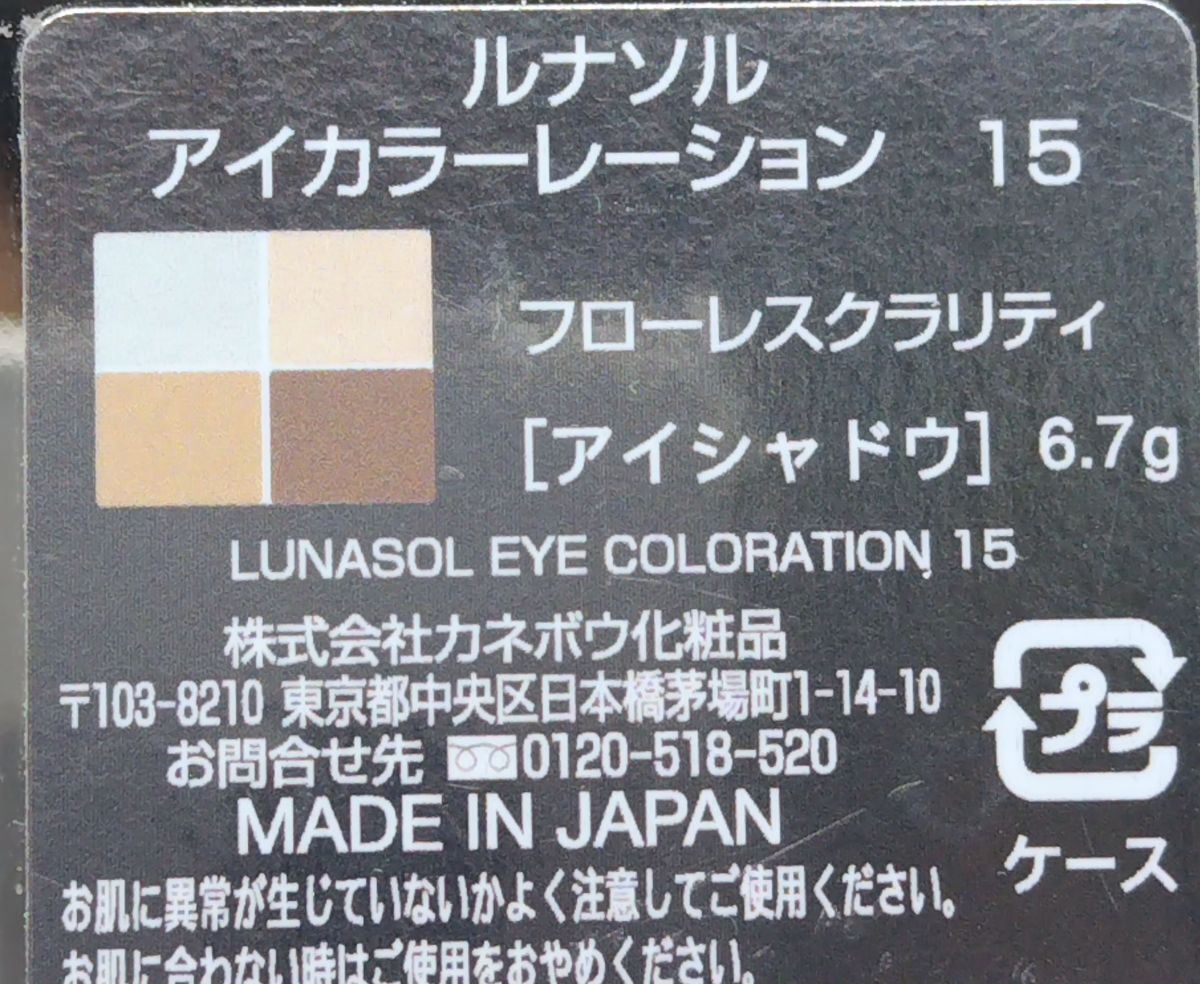 ルナソル
アイカラーレーション 15
フローレスクラリティ
[アイシャドウ] 6.7g
LUNASOL EYE COLORATION 15
株式会社カネボウ化粧品
〒103-8210 東京都中央区日本橋茅場町1-14-10
お問合せ先 0120-518-520
MADE IN JAPAN
プラ
ケース
お肌に異常が生じていないかよく注意してご使用ください。
お肌に合わない時はご使用をおやめください。